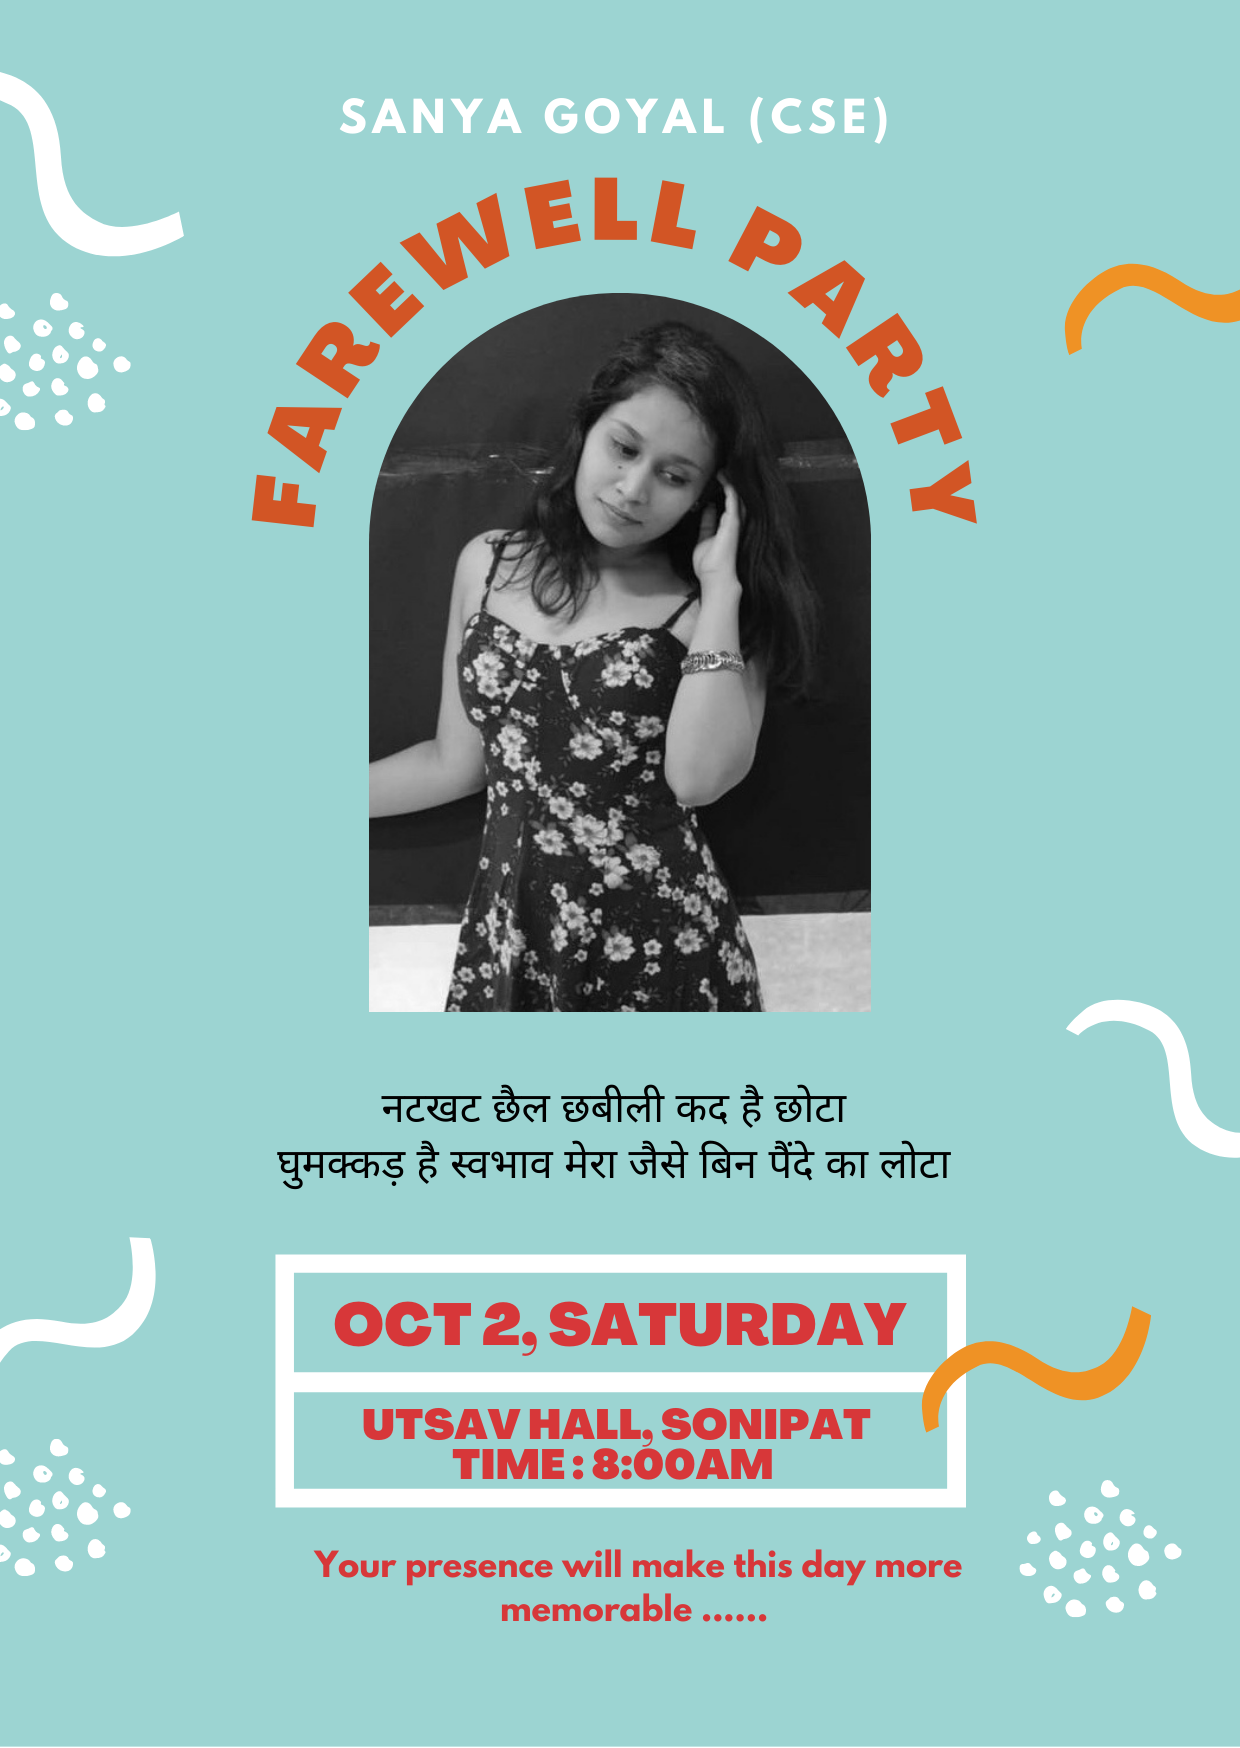 SANYA GOYAL (CSE)
FAREWELL PARTY
नटखट छैल छबीली कद है छोटा
घुमक्कड़ है स्वभाव मेरा जैसे बिन पैंदे का लोटा
OCT 2, SATURDAY
UTSAV HALL, SONIPAT
TIME : 8:00AM
Your presence will make this day more
memorable ......